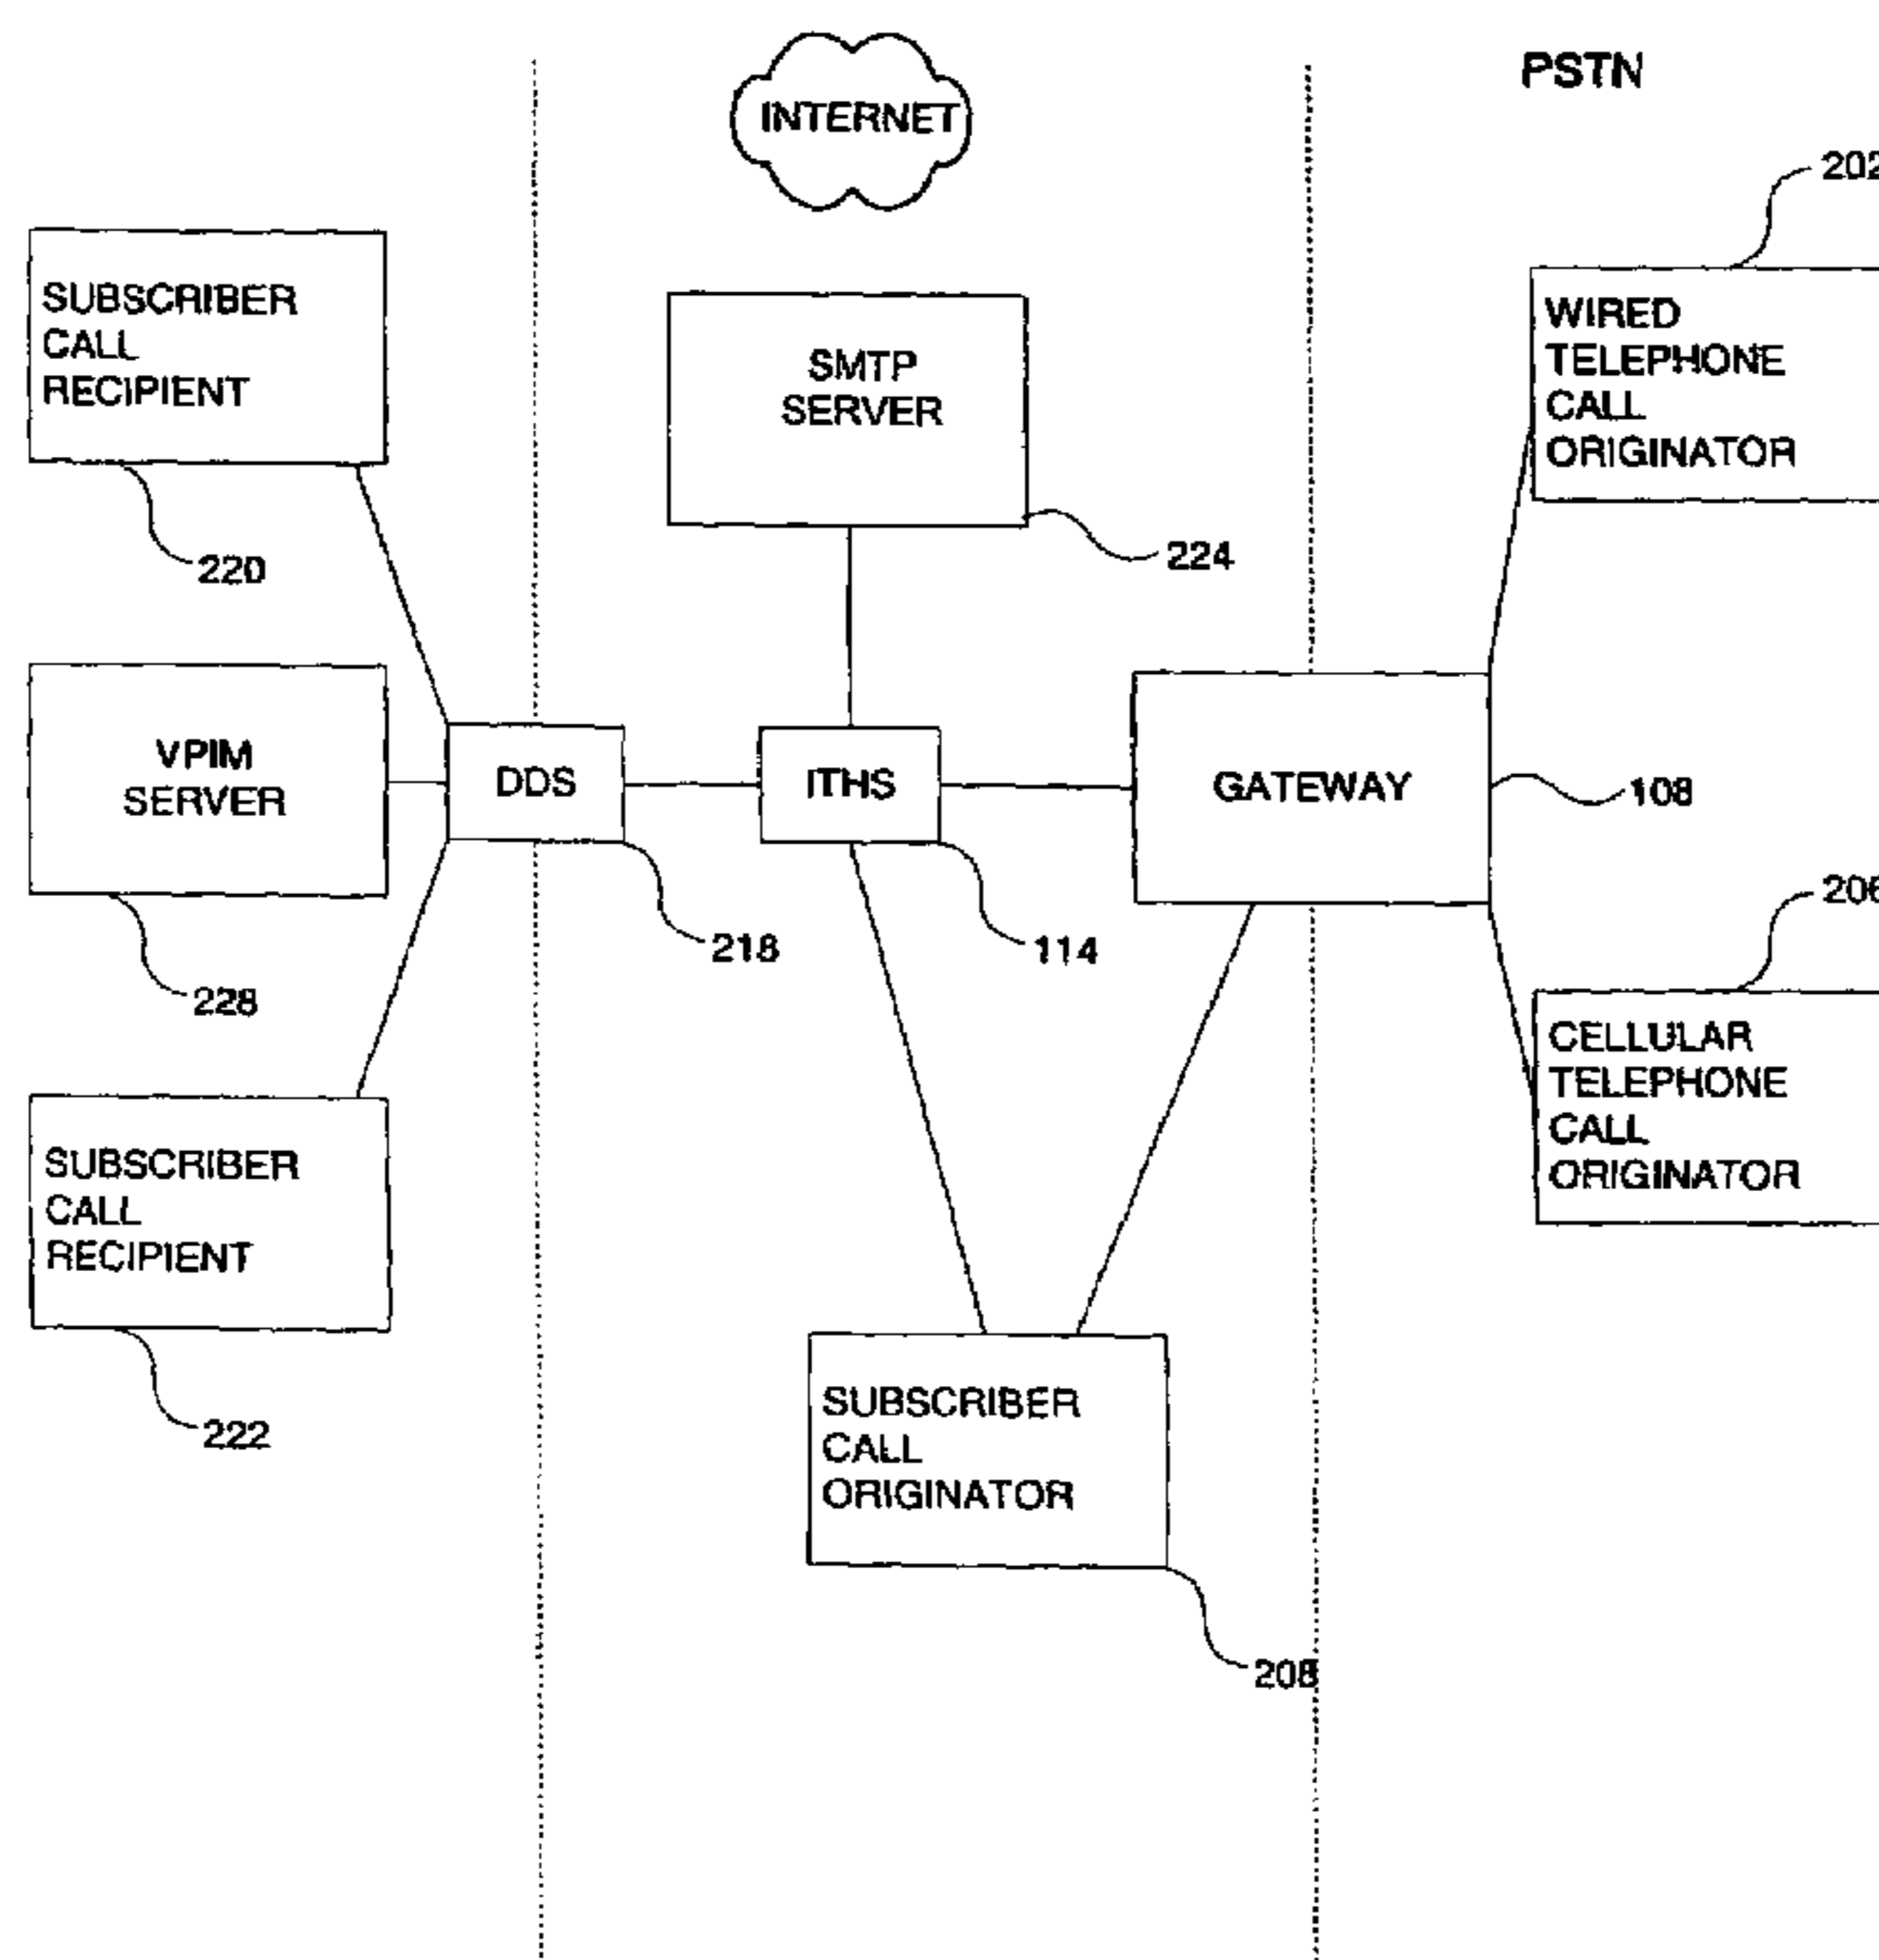 INTERNET
PSTN
202
SUBSCRIBER
CALL
RECIPIENT
220
SMTP
SERVER
224
WIRED
TELEPHONE
CALL
ORIGINATOR
VPIM
SERVER
228
DDS
218
ITHS
114
GATEWAY
108
206
CELLULAR
TELEPHONE
CALL
ORIGINATOR
SUBSCRIBER
CALL
RECIPIENT
222
SUBSCRIBER
CALL
ORIGINATOR
208